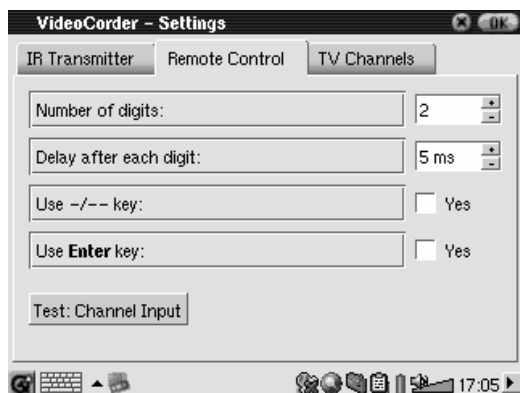 VideoCorder – Settings OK
IR Transmitter Remote Control TV Channels
Number of digits: 2
Delay after each digit: 5 ms
Use -/-- key: Yes
Use Enter key: Yes
Test: Channel Input
17:05